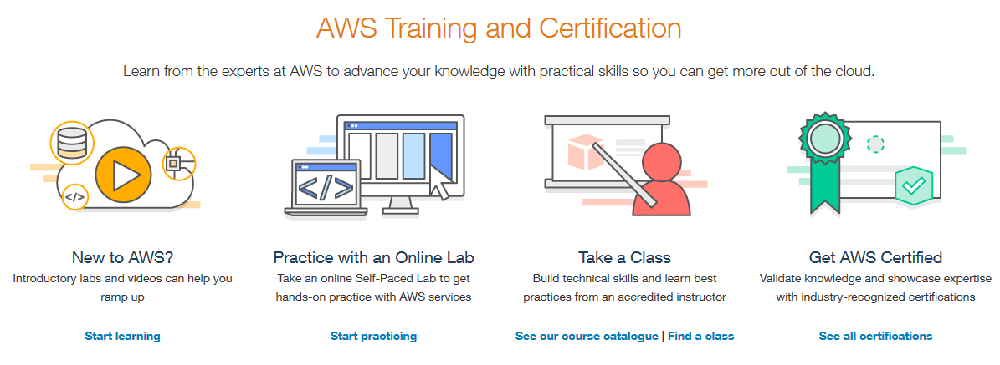 AWS Training and Certification
Learn from the experts at AWS to advance your knowledge with practical skills so you can get more out of the cloud.
</>
</>
New to AWS?
Introductory labs and videos can help you
ramp up
Start learning
Practice with an Online Lab
Take an online Self-Paced Lab to get
hands-on practice with AWS services
Start practicing
Take a Class
Build technical skills and learn best
practices from an accredited instructor
See our course catalogue | Find a class
Get AWS Certified
Validate knowledge and showcase expertise
with industry-recognized certifications
See all certifications